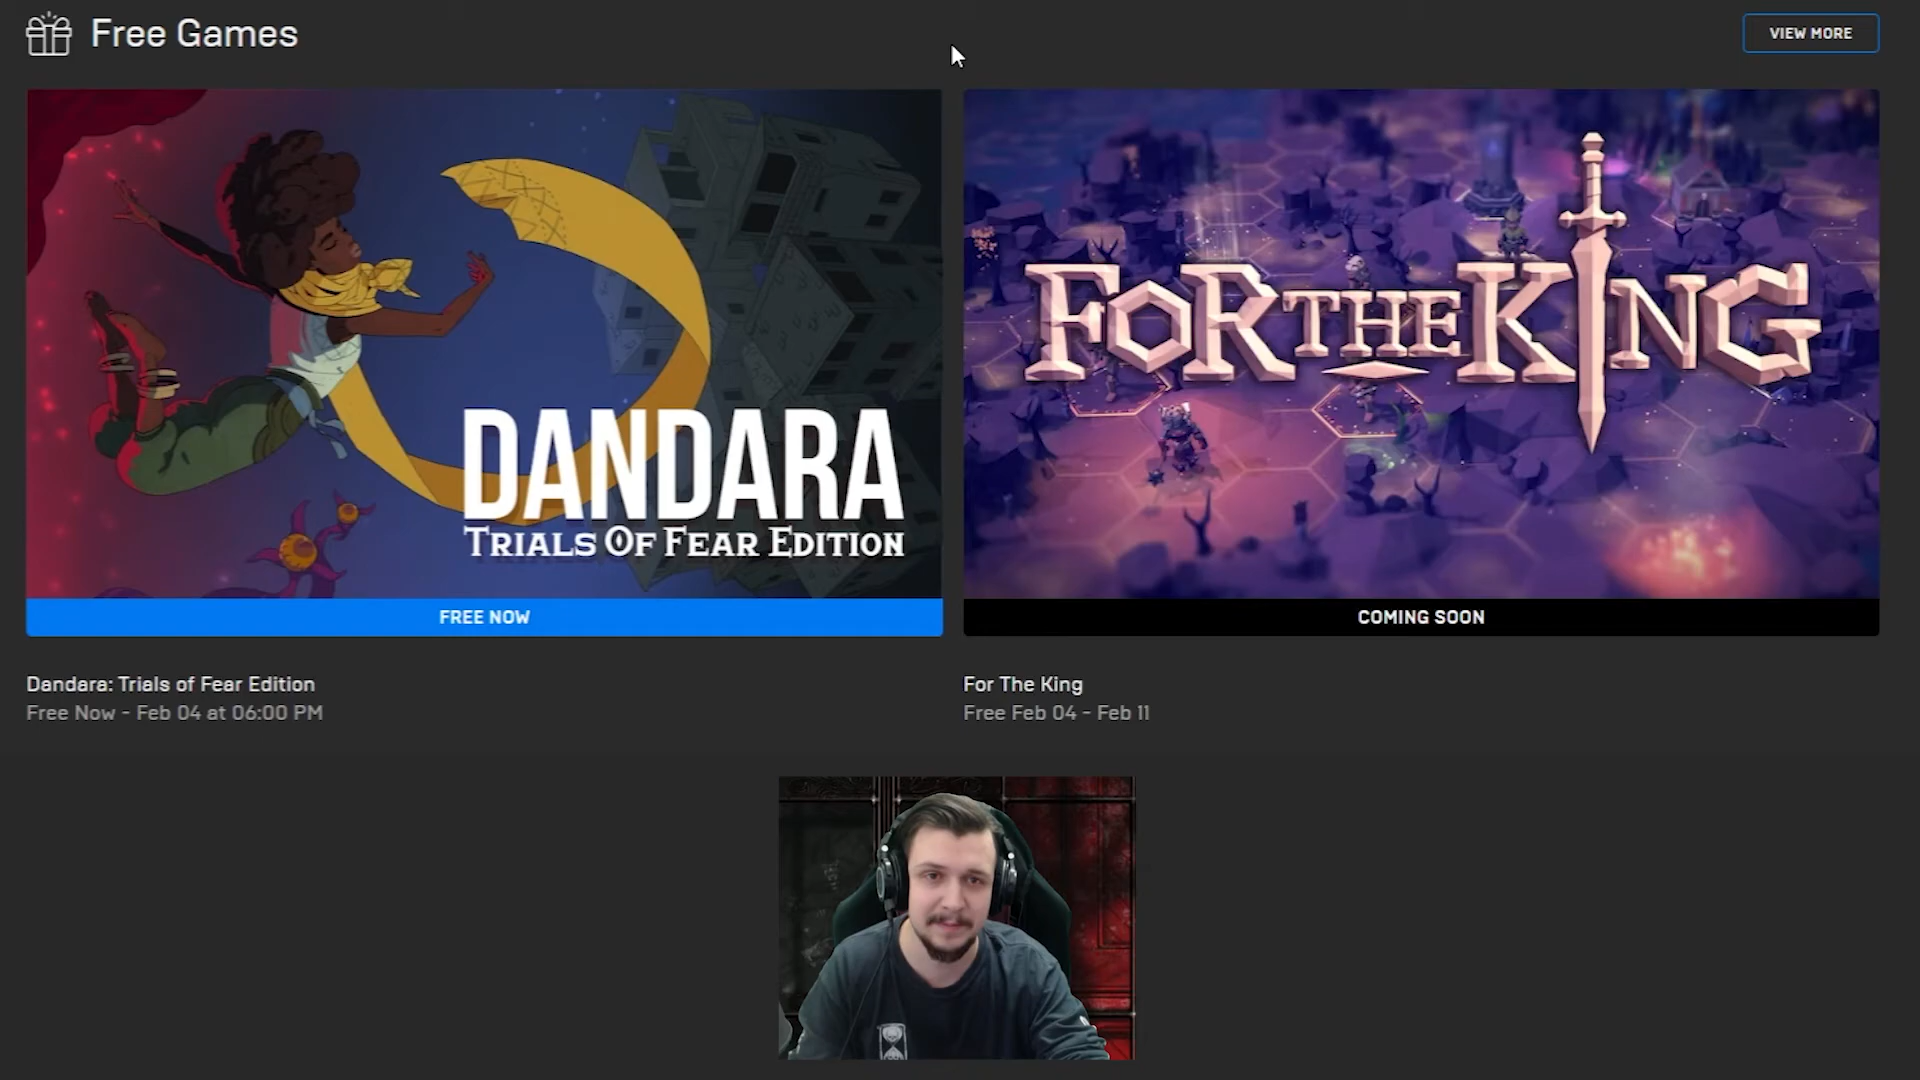 Free Games
VIEW MORE
DANDARA
TRIALS OF FEAR EDITION
FREE NOW
FOR THE KING
COMING SOON
Dandara: Trials of Fear Edition
Free Now - Feb 04 at 06:00 PM
For The King
Free Feb 04 - Feb 11